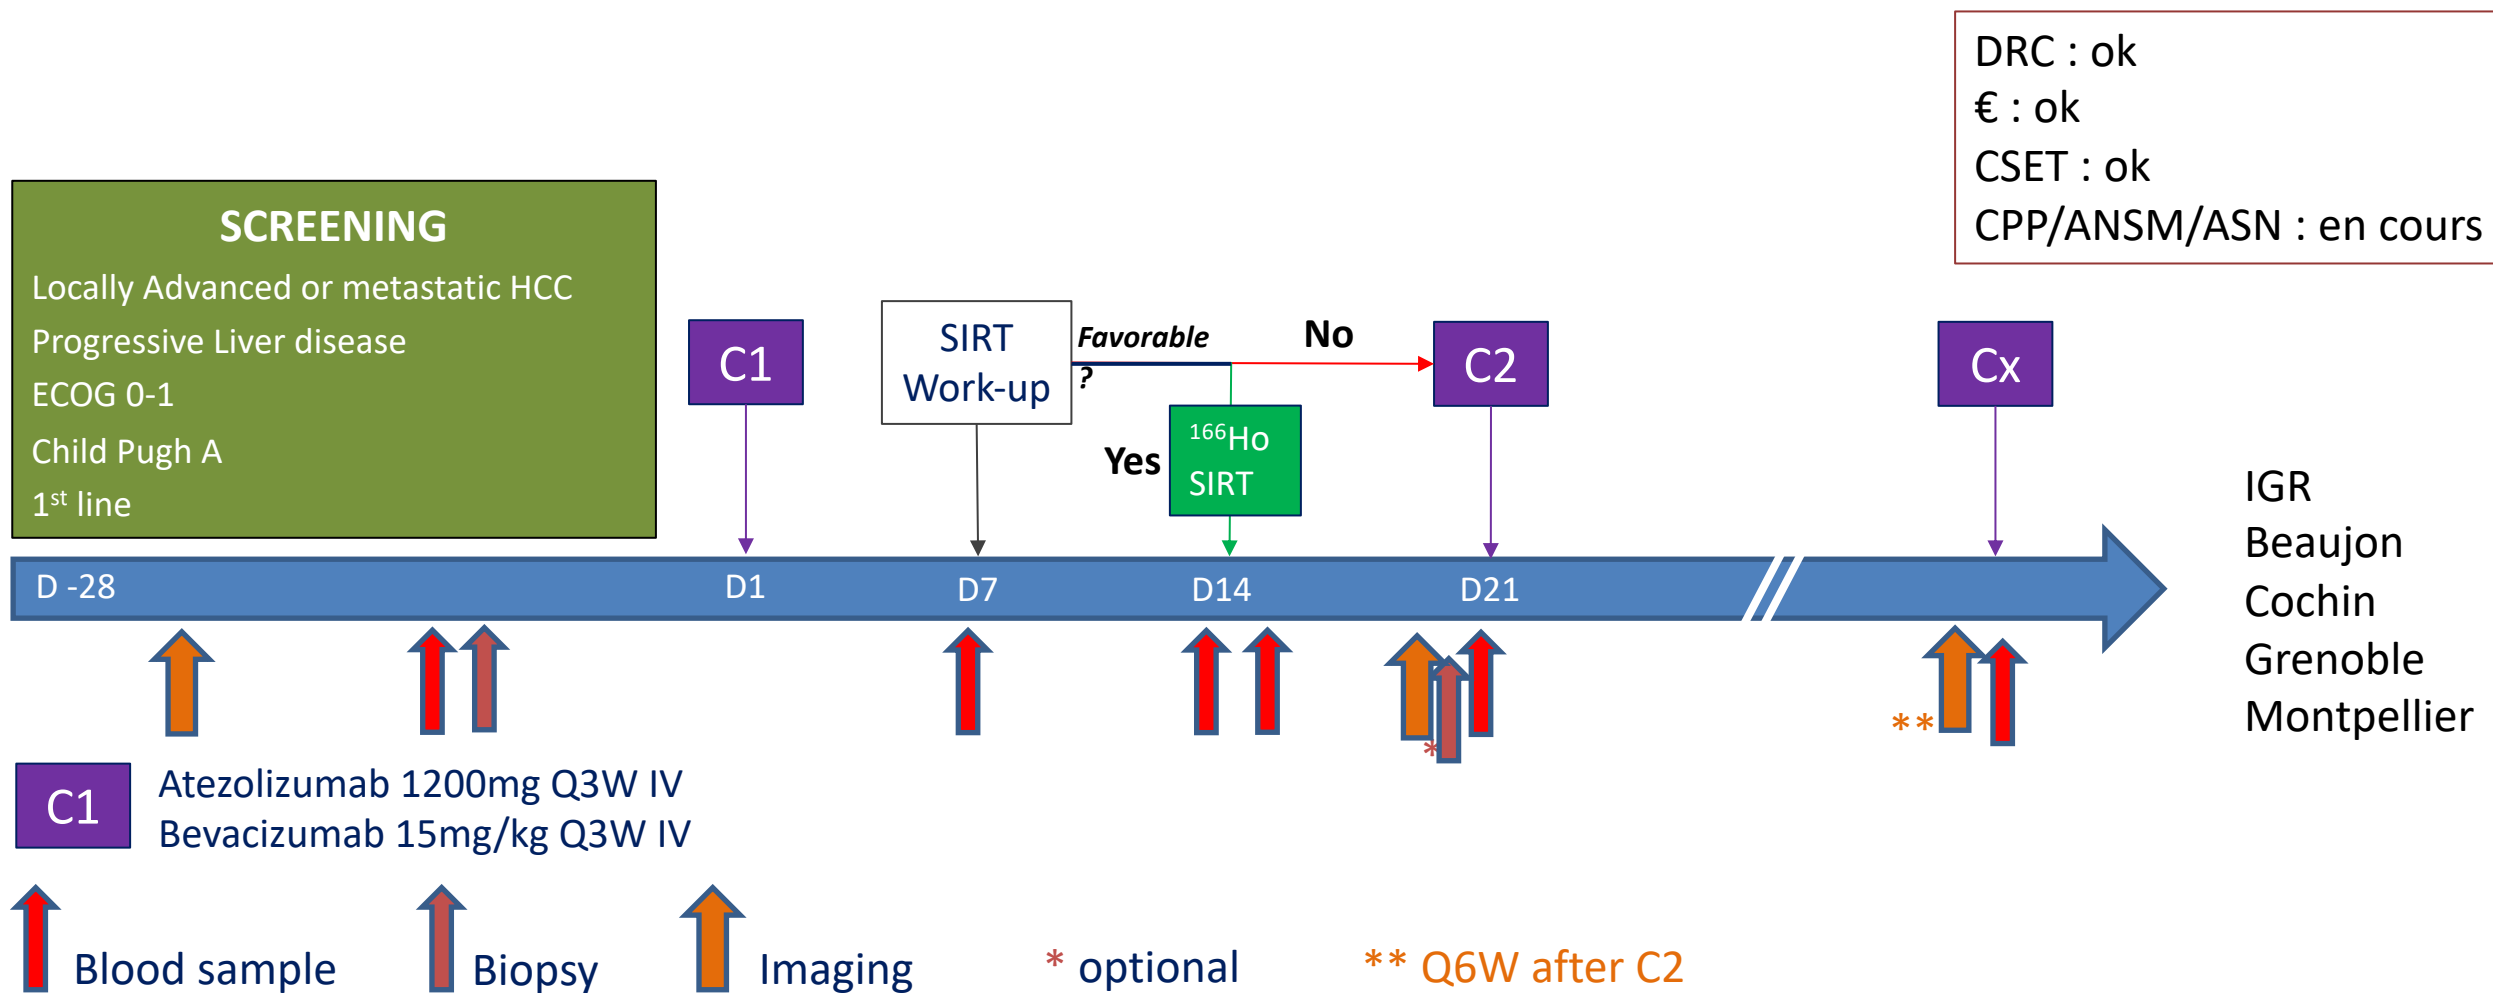 DRC : ok
€ : ok
CSET : ok
CPP/ANSM/ASN : en cours
SCREENING
Locally Advanced or metastatic HCC
Progressive Liver disease
ECOG 0-1
Child Pugh A
1st line
C1
SIRT
Work-up
Favorable
?
No
Yes
166Ho
SIRT
C2
Cx
D -28
D1
D7
D14
D21
IGR
Beaujon
Cochin
Grenoble
Montpellier
*
**
C1
Atezolizumab 1200mg Q3W IV
Bevacizumab 15mg/kg Q3W IV
Blood sample
Biopsy
Imaging
* optional
** Q6W after C2